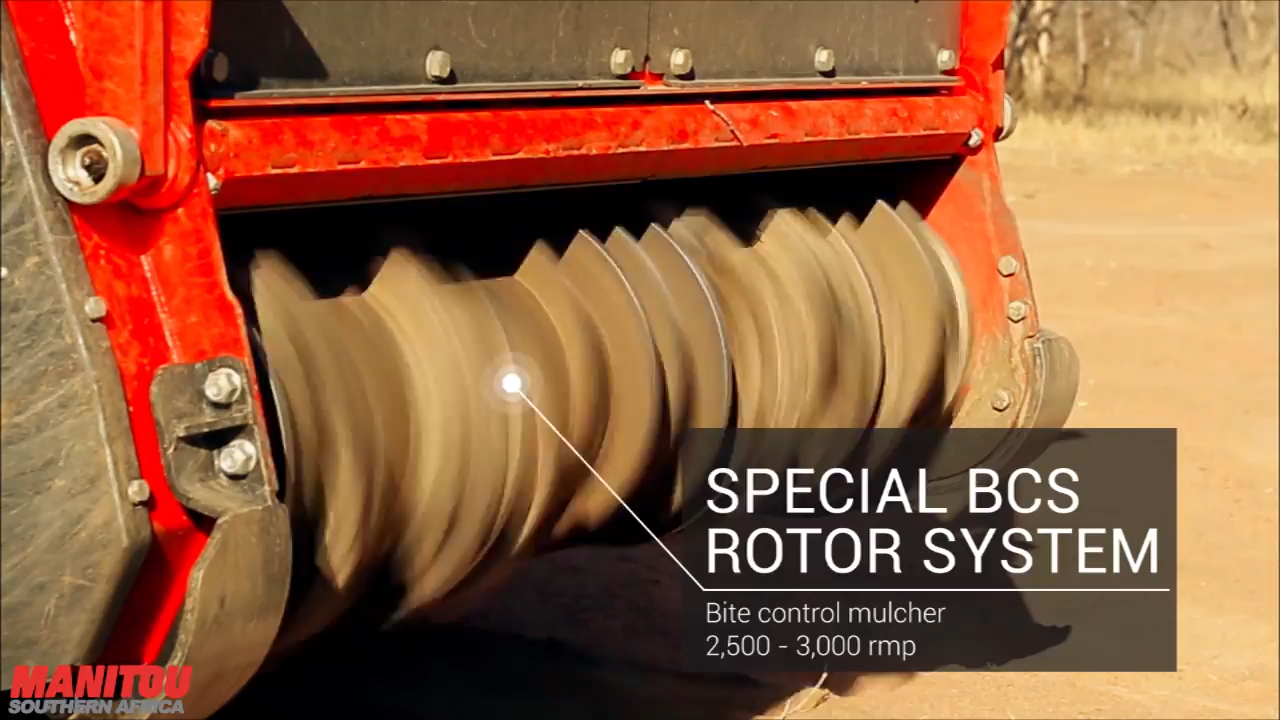 SPECIAL BCS
ROTOR SYSTEM
Bite control mulcher
2,500 - 3,000 rmp
MANITOU
SOUTHERN AFRICA